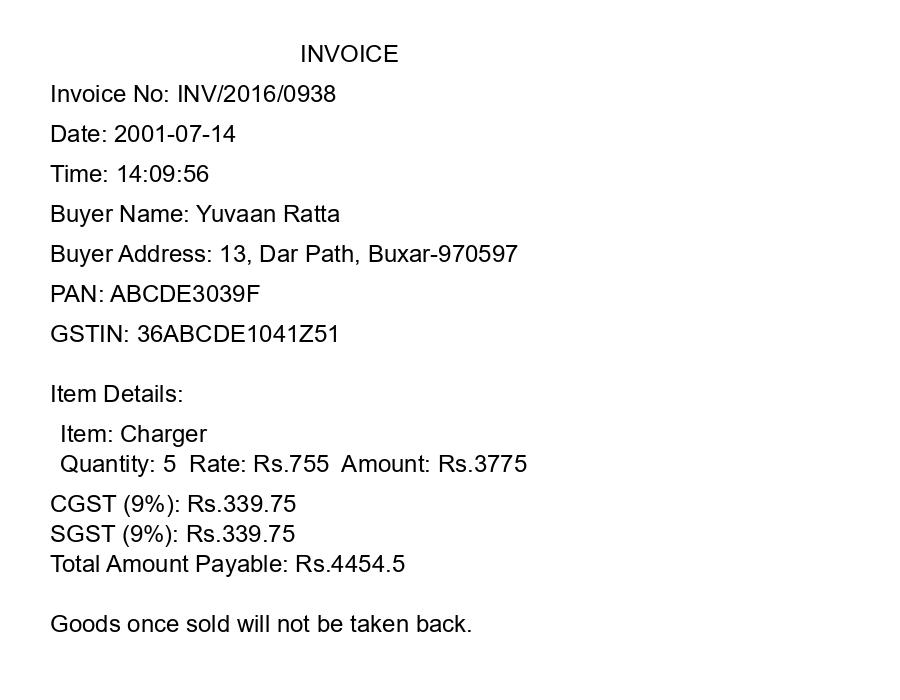 INVOICE
Invoice No: INV/2016/0938
Date: 2001-07-14
Time: 14:09:56
Buyer Name: Yuvaan Ratta
Buyer Address: 13, Dar Path, Buxar-970597
PAN: ABCDE3039F
GSTIN: 36ABCDE1041Z51
Item Details:
Item: Charger
Quantity: 5  Rate: Rs.755  Amount: Rs.3775
CGST (9%): Rs.339.75
SGST (9%): Rs.339.75
Total Amount Payable: Rs.4454.5
Goods once sold will not be taken back.